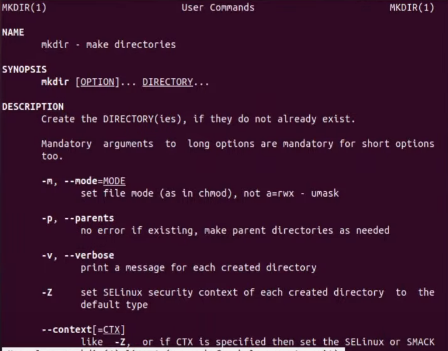 MKDIR(1) User Commands MKDIR(1)
NAME
mkdir - make directories
SYNOPSIS
mkdir [OPTION]... DIRECTORY...
DESCRIPTION
Create the DIRECTORY(ies), if they do not already exist.
Mandatory arguments to long options are mandatory for short options
too.
-m, --mode=MODE
set file mode (as in chmod), not a=rwx - umask
-p, --parents
no error if existing, make parent directories as needed
-v, --verbose
print a message for each created directory
-Z set SELinux security context of each created directory to the
default type
--context[=CTX]
like -Z, or if CTX is specified then set the SELinux or SMACK